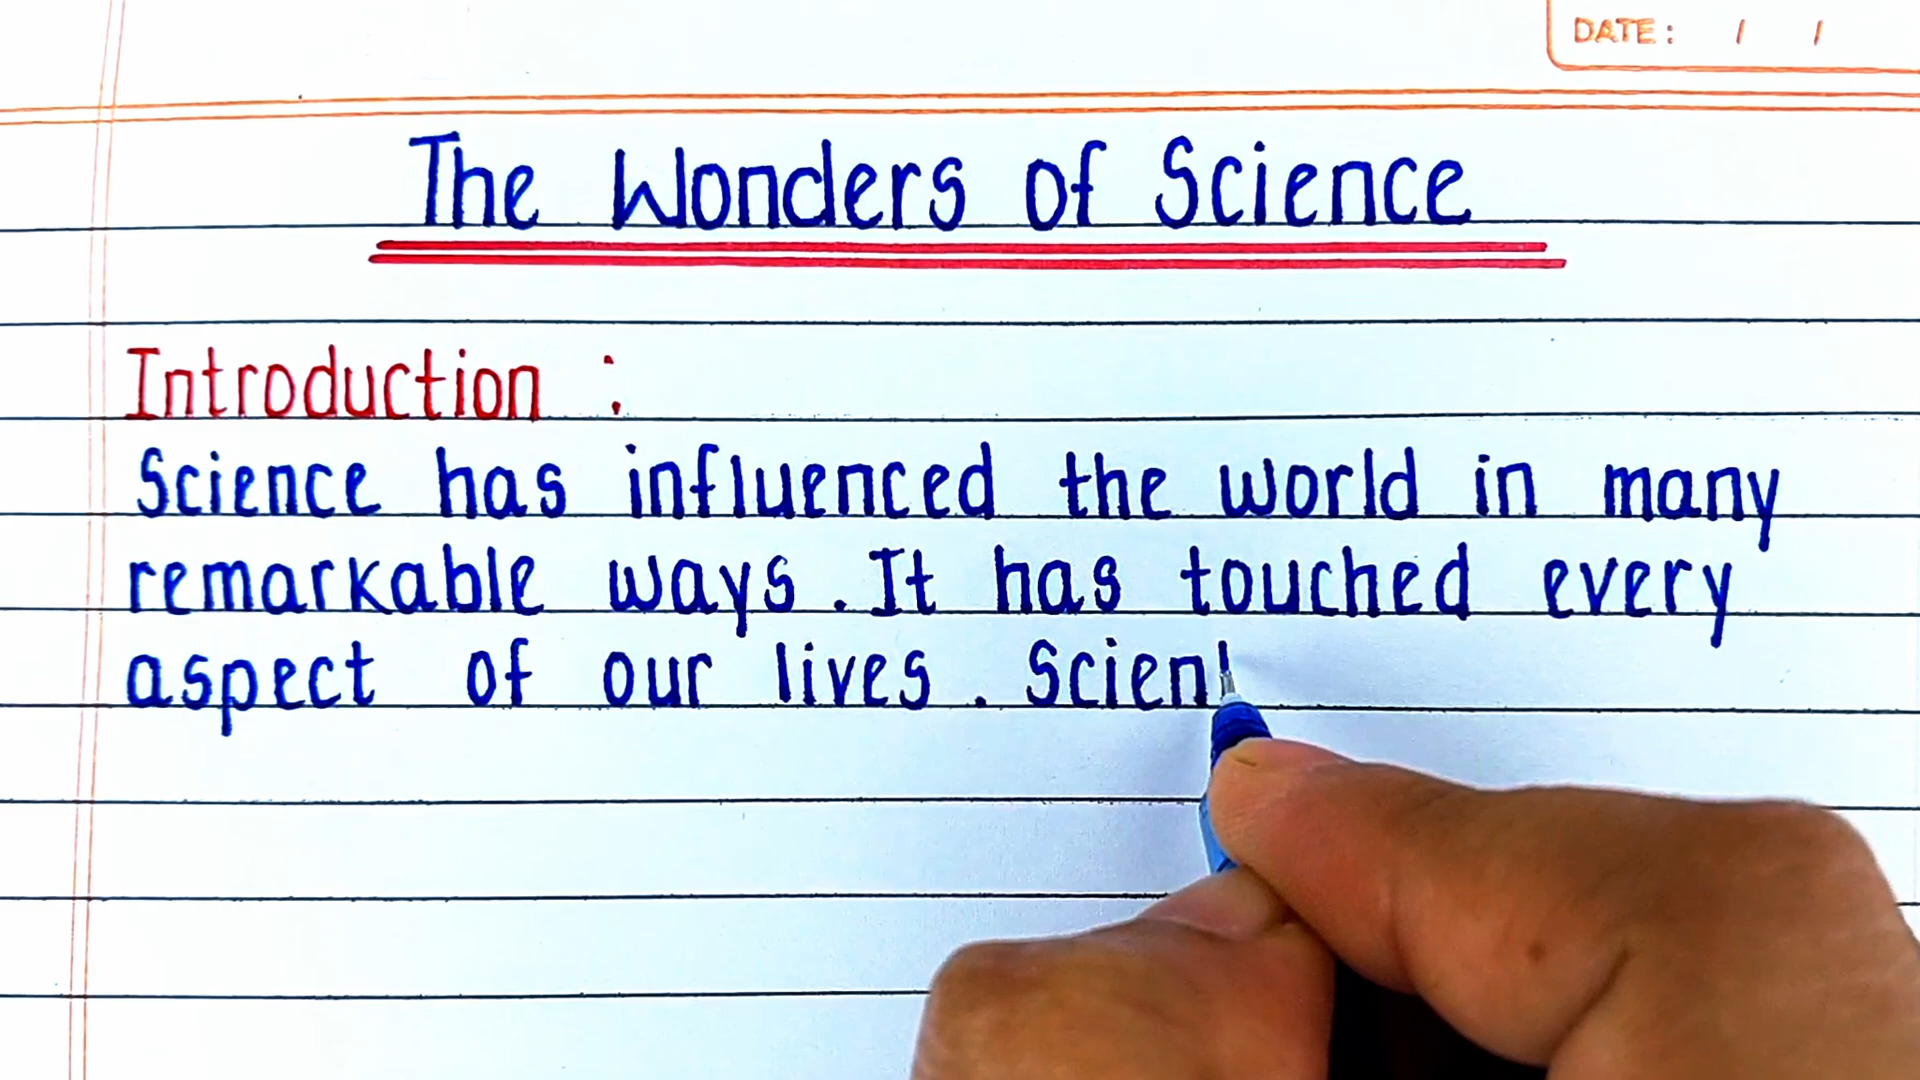 DATE: / /
The Wonders of Science
Introduction :
Science has influenced the world in many
remarkable ways. It has touched every
aspect of our lives. Scien